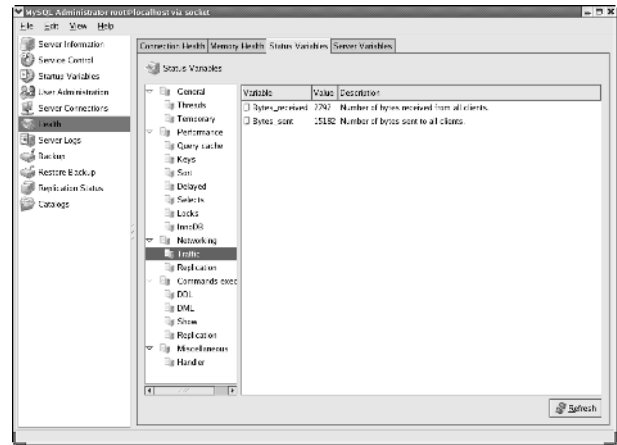 MySQL Administrator root@localhost via socket
File Edit View Help
Server Information
Service Control
Startup Variables
User Administration
Server Connections
Health
Server Logs
Backup
Restore Backup
Replication Status
Catalogs
Connection Health Memory Health Status Variables Server Variables
Status Variables
General
Threads
Temporary
Performance
Query cache
Keys
Sort
Delayed
Selects
Locks
InnoDB
Networking
Traffic
Replication
Commands exec
DDL
DML
Show
Replication
Miscellaneous
Handler
Variable Value Description
Bytes_received 2792 Number of bytes received from all clients.
Bytes_sent 15182 Number of bytes sent to all clients.
Refresh